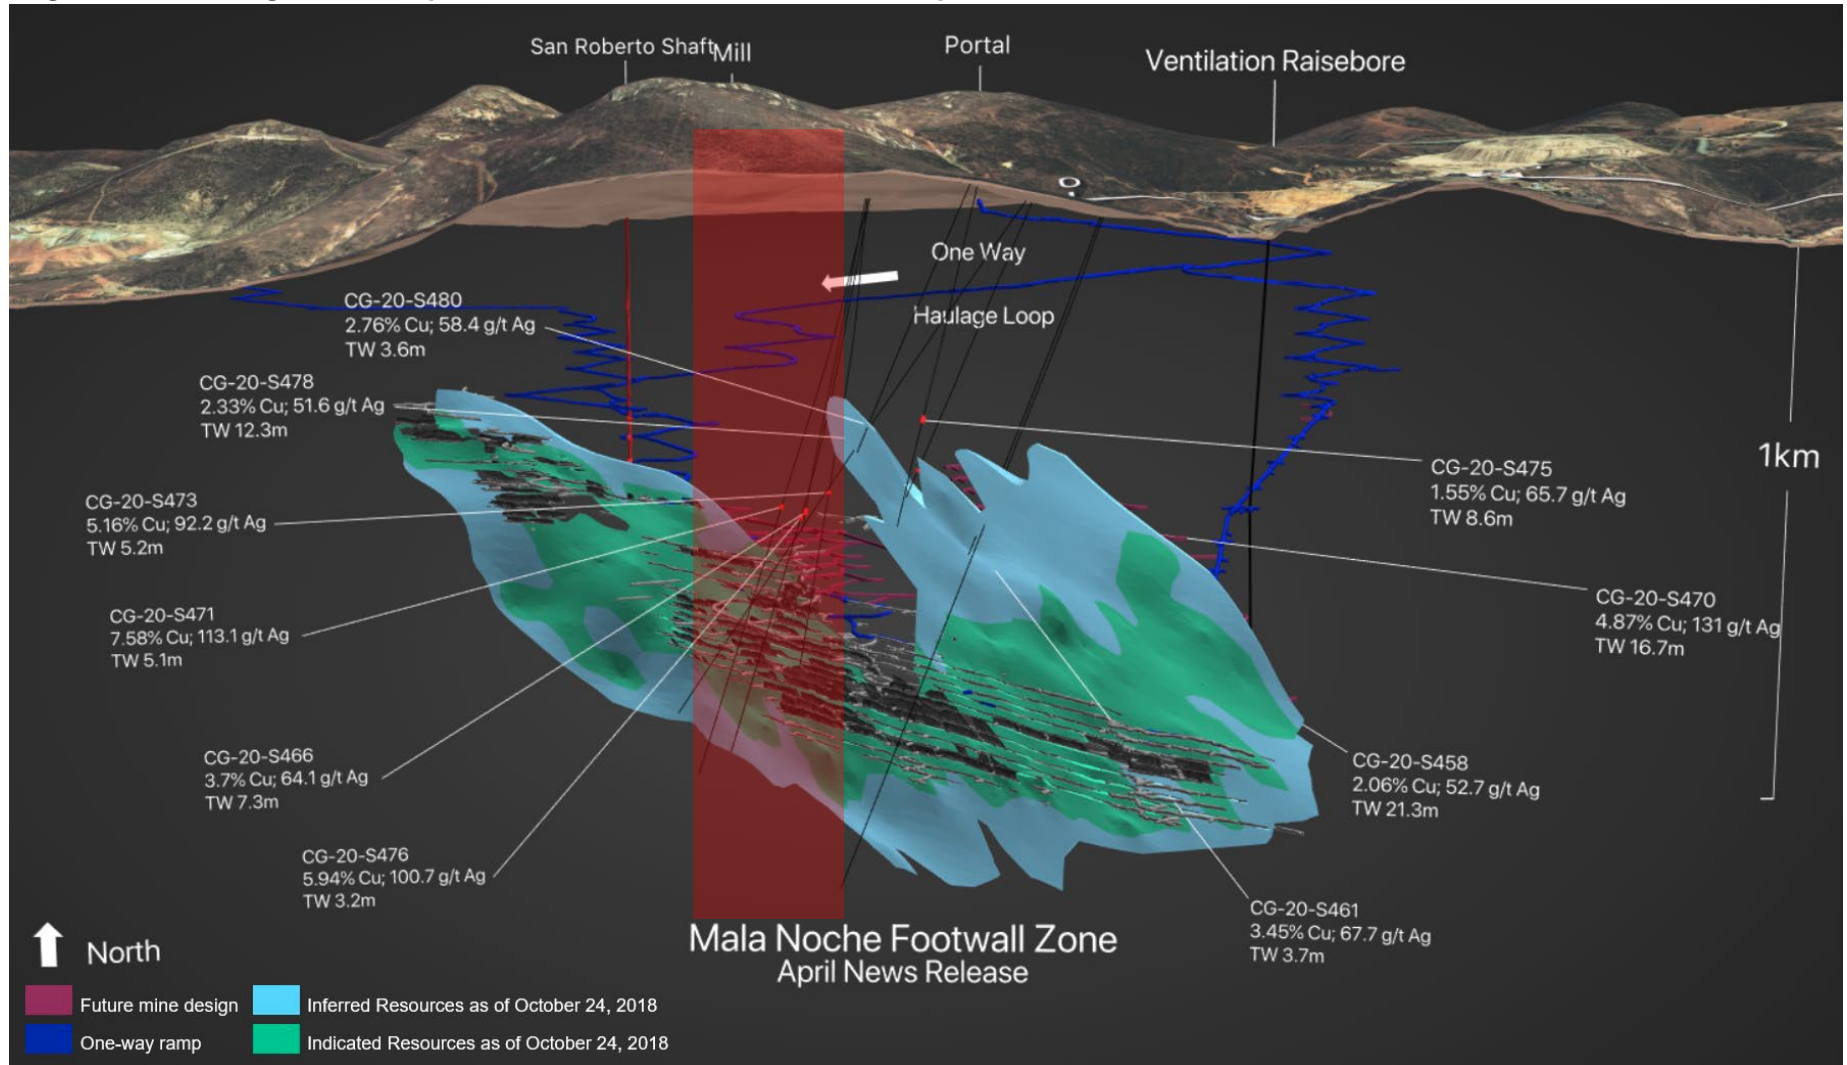 San Roberto Shaft
Mill
Portal
Ventilation Raisebore
One Way
Haulage Loop
CG-20-S480
2.76% Cu; 58.4 g/t Ag
TW 3.6m
CG-20-S478
2.33% Cu; 51.6 g/t Ag
TW 12.3m
CG-20-S473
5.16% Cu; 92.2 g/t Ag
TW 5.2m
CG-20-S471
7.58% Cu; 113.1 g/t Ag
TW 5.1m
CG-20-S466
3.7% Cu; 64.1 g/t Ag
TW 7.3m
CG-20-S476
5.94% Cu; 100.7 g/t Ag
TW 3.2m
CG-20-S475
1.55% Cu; 65.7 g/t Ag
TW 8.6m
1km
CG-20-S470
4.87% Cu; 131 g/t Ag
TW 16.7m
CG-20-S458
2.06% Cu; 52.7 g/t Ag
TW 21.3m
CG-20-S461
3.45% Cu; 67.7 g/t Ag
TW 3.7m
Mala Noche Footwall Zone
April News Release
North
Future mine design
Inferred Resources as of October 24, 2018
One-way ramp
Indicated Resources as of October 24, 2018